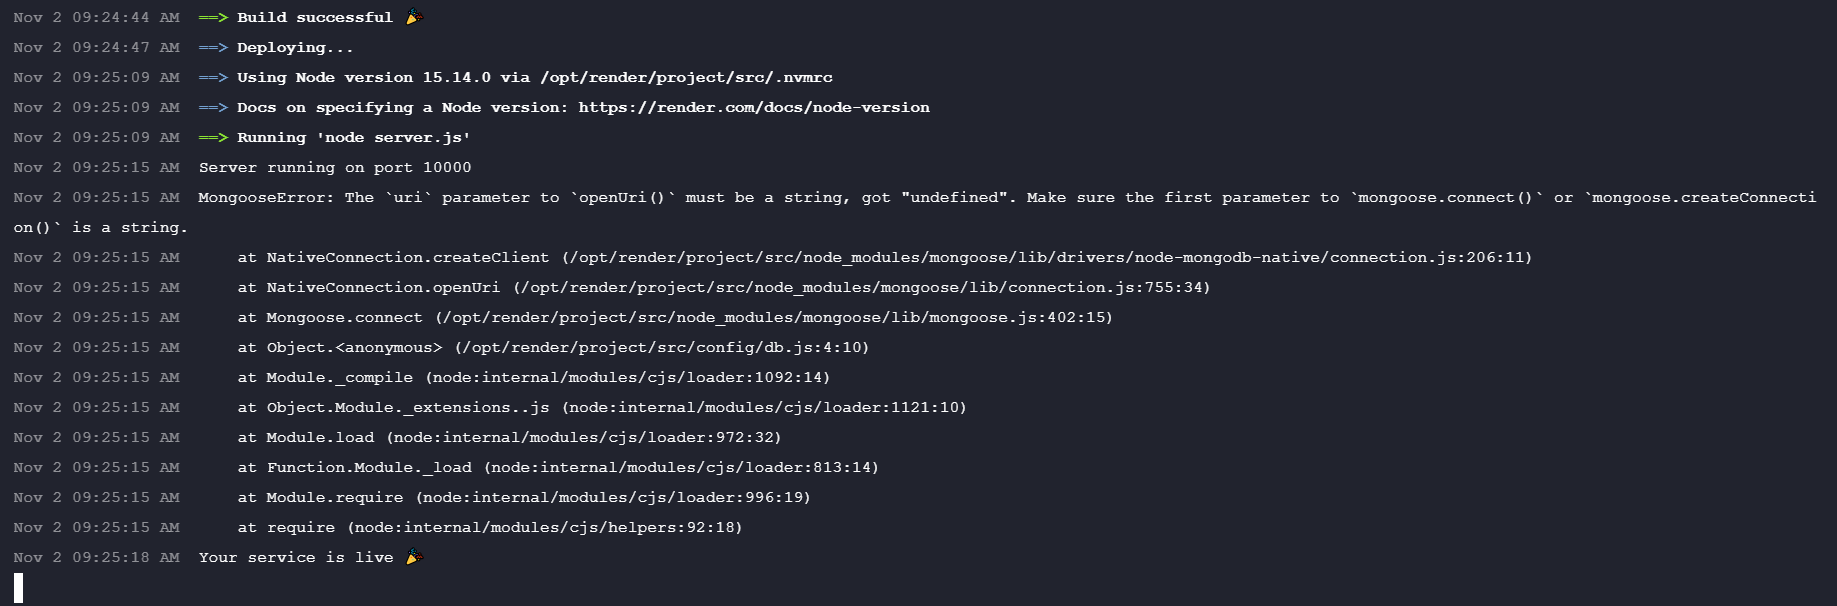 Nov 2 09:24:44 AM ==> Build successful 🎉
Nov 2 09:24:47 AM ==> Deploying...
Nov 2 09:25:09 AM ==> Using Node version 15.14.0 via /opt/render/project/src/.nvmrc
Nov 2 09:25:09 AM ==> Docs on specifying a Node version: https://render.com/docs/node-version
Nov 2 09:25:09 AM ==> Running 'node server.js'
Nov 2 09:25:15 AM Server running on port 10000
Nov 2 09:25:15 AM MongooseError: The `uri` parameter to `openUri()` must be a string, got "undefined". Make sure the first parameter to `mongoose.connect()` or `mongoose.createConnecti
on()` is a string.
Nov 2 09:25:15 AM at NativeConnection.createClient (/opt/render/project/src/node_modules/mongoose/lib/drivers/node-mongodb-native/connection.js:206:11)
Nov 2 09:25:15 AM at NativeConnection.openUri (/opt/render/project/src/node_modules/mongoose/lib/connection.js:755:34)
Nov 2 09:25:15 AM at Mongoose.connect (/opt/render/project/src/node_modules/mongoose/lib/mongoose.js:402:15)
Nov 2 09:25:15 AM at Object.<anonymous> (/opt/render/project/src/config/db.js:4:10)
Nov 2 09:25:15 AM at Module._compile (node:internal/modules/cjs/loader:1092:14)
Nov 2 09:25:15 AM at Object.Module._extensions..js (node:internal/modules/cjs/loader:1121:10)
Nov 2 09:25:15 AM at Module.load (node:internal/modules/cjs/loader:972:32)
Nov 2 09:25:15 AM at Function.Module._load (node:internal/modules/cjs/loader:813:14)
Nov 2 09:25:15 AM at Module.require (node:internal/modules/cjs/loader:996:19)
Nov 2 09:25:15 AM at require (node:internal/modules/cjs/helpers:92:18)
Nov 2 09:25:18 AM Your service is live 🎉